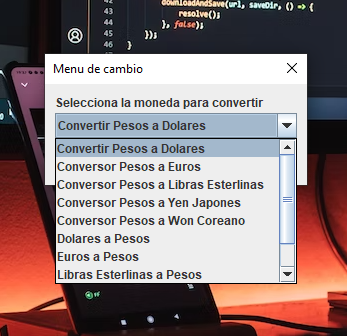 downloadAndSave(url, saveDir, () => {
resolve();
}, false);
});
}
Menu de cambio
Selecciona la moneda para convertir
Convertir Pesos a Dolares
Convertir Pesos a Dolares
Conversor Pesos a Euros
Conversor Pesos a Libras Esterlinas
Conversor Pesos a Yen Japones
Conversor Pesos a Won Coreano
Dolares a Pesos
Euros a Pesos
Libras Esterlinas a Pesos